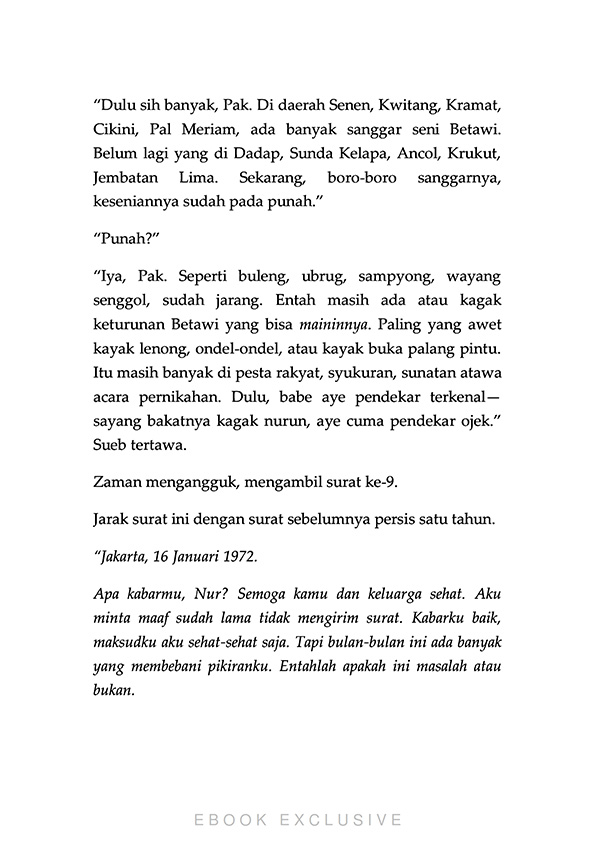 “Dulu sih banyak, Pak. Di daerah Senen, Kwitang, Kramat,
Cikini, Pal Meriam, ada banyak sanggar seni Betawi.
Belum lagi yang di Dadap, Sunda Kelapa, Ancol, Krukut,
Jembatan Lima. Sekarang, boro-boro sanggarnya,
keseniannya sudah pada punah.”
“Punah?”
“Iya, Pak. Seperti buleng, ubrug, sampyong, wayang
senggol, sudah jarang. Entah masih ada atau kagak
keturunan Betawi yang bisa maininnya. Paling yang awet
kayak lenong, ondel-ondel, atau kayak buka palang pintu.
Itu masih banyak di pesta rakyat, syukuran, sunatan atawa
acara pernikahan. Dulu, babe aye pendekar terkenal—
sayang bakatnya kagak nurun, aye cuma pendekar ojek.”
Sueb tertawa.
Zaman mengangguk, mengambil surat ke-9.
Jarak surat ini dengan surat sebelumnya persis satu tahun.
“Jakarta, 16 Januari 1972.
Apa kabarmu, Nur? Semoga kamu dan keluarga sehat. Aku
minta maaf sudah lama tidak mengirim surat. Kabarku baik,
maksudku aku sehat-sehat saja. Tapi bulan-bulan ini ada banyak
yang membebani pikiranku. Entahlah apakah ini masalah atau
bukan.
EBOOK EXCLUSIVE